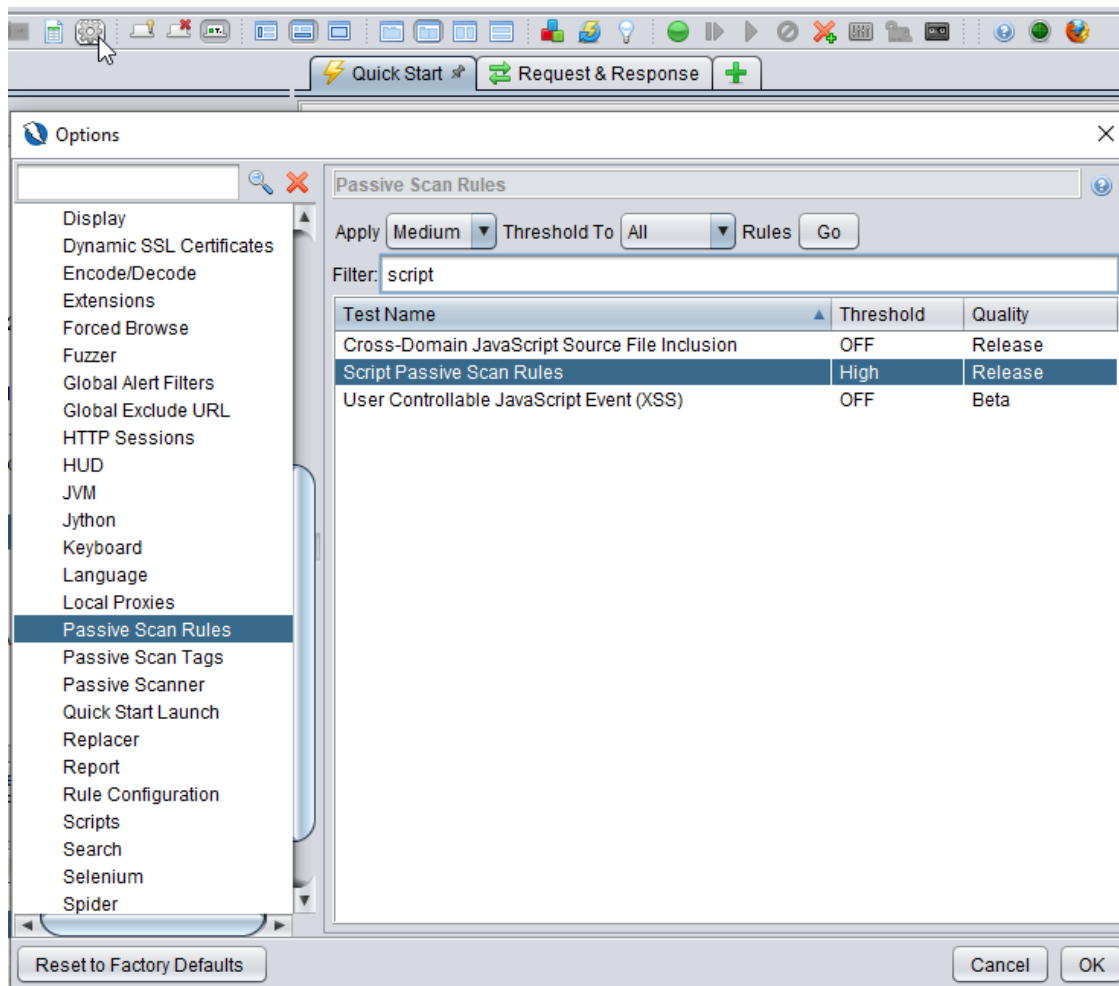 Quick Start
Request & Response
Options
Passive Scan Rules
Apply Medium Threshold To All Rules Go
Filter: script
Test Name Threshold Quality
Cross-Domain JavaScript Source File Inclusion OFF Release
Script Passive Scan Rules High Release
User Controllable JavaScript Event (XSS) OFF Beta
Display
Dynamic SSL Certificates
Encode/Decode
Extensions
Forced Browse
Fuzzer
Global Alert Filters
Global Exclude URL
HTTP Sessions
HUD
JVM
Jython
Keyboard
Language
Local Proxies
Passive Scan Rules
Passive Scan Tags
Passive Scanner
Quick Start Launch
Replacer
Report
Rule Configuration
Scripts
Search
Selenium
Spider
Reset to Factory Defaults
Cancel
OK